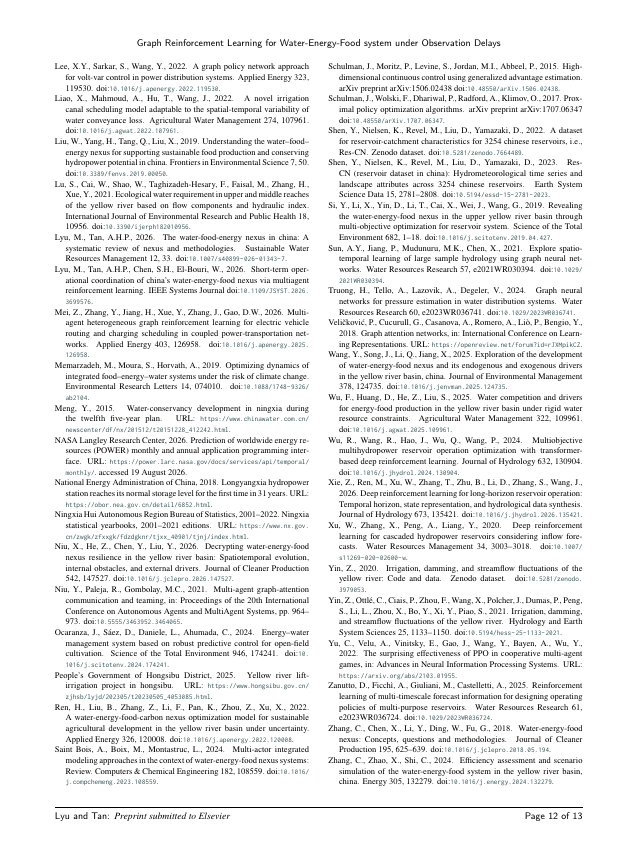 Graph Reinforcement Learning for Water-Energy-Food system under Observation Delays
Lee, X.Y., Sarkar, S., Wang, Y., 2022. A graph policy network approach
for volt-var control in power distribution systems. Applied Energy 323,
119530. doi:10.1016/j.apenergy.2022.119530.
Liao, X., Mahmoud, A., Hu, T., Wang, J., 2022. A novel irrigation
canal scheduling model adaptable to the spatial-temporal variability of
water conveyance loss. Agricultural Water Management 274, 107961.
doi:10.1016/j.agwat.2022.107961.
Liu, W., Yang, H., Tang, Q., Liu, X., 2019. Understanding the water–food–
energy nexus for supporting sustainable food production and conserving
hydropower potential in china. Frontiers in Environmental Science 7, 50.
doi:10.3389/fenvs.2019.00050.
Lu, S., Cai, W., Shao, W., Taghizadeh-Hesary, F., Faisal, M., Zhang, H.,
Xue, Y., 2021. Ecological water requirement in upper and middle reaches
of the yellow river based on flow components and hydraulic index.
International Journal of Environmental Research and Public Health 18,
10956. doi:10.3390/ijerph182010956.
Lyu, M., Tan, A.H.P., 2026. The water-food-energy nexus in china: A
systematic review of nexus and methodologies. Sustainable Water
Resources Management 12, 33. doi:10.1007/s40899-026-01343-7.
Lyu, M., Tan, A.H.P., Chen, S.H., El-Bouri, W., 2026. Short-term oper-
ational coordination of china's water-energy-food nexus via multiagent
reinforcement learning. IEEE Systems Journal doi:10.1109/JSYST.2026.
3699576.
Mei, Z., Zhang, Y., Jiang, H., Xue, Y., Zhang, J., Gao, D.W., 2026. Multi-
agent heterogeneous graph reinforcement learning for electric vehicle
routing and charging scheduling in coupled power-transportation net-
works. Applied Energy 403, 126958. doi:10.1016/j.apenergy.2025.
126958.
Memarzadeh, M., Moura, S., Horvath, A., 2019. Optimizing dynamics of
integrated food–energy–water systems under the risk of climate change.
Environmental Research Letters 14, 074010. doi:10.1088/1748-9326/
ab2104.
Meng, Y., 2015. Water-conservancy development in ningxia during
the twelfth five-year plan. URL: https://www.chinawater.com.cn/
newscenter/df/nx/201512/t20151228_412242.html.
NASA Langley Research Center, 2026. Prediction of worldwide energy re-
sources (POWER) monthly and annual application programming inter-
face. URL: https://power.larc.nasa.gov/docs/services/api/temporal/
monthly/. accessed 19 August 2026.
National Energy Administration of China, 2018. Longyangxia hydropower
station reaches its normal storage level for the first time in 31 years. URL:
https://obor.nea.gov.cn/detail/6852.html.
Ningxia Hui Autonomous Region Bureau of Statistics, 2001–2022. Ningxia
statistical yearbooks, 2001–2021 editions. URL: https://www.nx.gov.
cn/zwgk/zfxxgk/fdzdgknr/tjxx_40901/tjnj/index.html.
Niu, X., He, Z., Chen, Y., Liu, Y., 2026. Decrypting water-energy-food
nexus resilience in the yellow river basin: Spatiotemporal evolution,
internal obstacles, and external drivers. Journal of Cleaner Production
542, 147527. doi:10.1016/j.jclepro.2026.147527.
Niu, Y., Paleja, R., Gombolay, M.C., 2021. Multi-agent graph-attention
communication and teaming, in: Proceedings of the 20th International
Conference on Autonomous Agents and MultiAgent Systems, pp. 964–
973. doi:10.5555/3463952.3464065.
Ocaranza, J., Sáez, D., Daniele, L., Ahumada, C., 2024. Energy–water
management system based on robust predictive control for open-field
cultivation. Science of The Total Environment 946, 174241. doi:10.
1016/j.scitotenv.2024.174241.
People's Government of Hongsibu District, 2025. Yellow river lift-
irrigation project in hongsibu. URL: https://www.hongsibu.gov.cn/
zjhsb/lyjd/202305/t20230505_4053085.html.
Ren, H., Liu, B., Zhang, Z., Li, F., Pan, K., Zhou, Z., Xu, X., 2022.
A water-energy-food-carbon nexus optimization model for sustainable
agricultural development in the yellow river basin under uncertainty.
Applied Energy 326, 120008. doi:10.1016/j.apenergy.2022.120008.
Saint Bois, A., Boix, M., Montastruc, L., 2024. Multi-actor integrated
modeling approaches in the context of water-energy-food nexus systems:
Review. Computers & Chemical Engineering 182, 108559. doi:10.1016/
j.compchemeng.2023.108559.
Schulman, J., Moritz, P., Levine, S., Jordan, M.I., Abbeel, P., 2015. High-
dimensional continuous control using generalized advantage estimation.
arXiv preprint arXiv:1506.02438 doi:10.48550/arXiv.1506.02438.
Schulman, J., Wolski, F., Dhariwal, P., Radford, A., Klimov, O., 2017. Prox-
imal policy optimization algorithms. arXiv preprint arXiv:1707.06347
doi:10.48550/arXiv.1707.06347.
Shen, Y., Nielsen, K., Revel, M., Liu, D., Yamazaki, D., 2022. A dataset
for reservoir-catchment characteristics for 3254 chinese reservoirs, i.e.,
Res-CN. Zenodo dataset. doi:10.5281/zenodo.7664489.
Shen, Y., Nielsen, K., Revel, M., Liu, D., Yamazaki, D., 2023. Res-
CN (reservoir dataset in china): Hydrometeorological time series and
landscape attributes across 3254 chinese reservoirs. Earth System
Science Data 15, 2781–2808. doi:10.5194/essd-15-2781-2023.
Si, Y., Li, X., Yin, D., Li, T., Cai, X., Wei, J., Wang, G., 2019. Revealing
the water-energy-food nexus in the upper yellow river basin through
multi-objective optimization for reservoir system. Science of the Total
Environment 682, 1–18. doi:10.1016/j.scitotenv.2019.04.427.
Sun, A.Y., Jiang, P., Mudunuru, M.K., Chen, X., 2021. Explore spatio-
temporal learning of large sample hydrology using graph neural net-
works. Water Resources Research 57, e2021WR030394. doi:10.1029/
2021WR030394.
Truong, H., Tello, A., Lazovik, A., Degeler, V., 2024. Graph neural
networks for pressure estimation in water distribution systems. Water
Resources Research 60, e2023WR036741. doi:10.1029/2023WR036741.
Veličković, P., Cucurull, G., Casanova, A., Romero, A., Liò, P., Bengio, Y.,
2018. Graph attention networks, in: International Conference on Learn-
ing Representations. URL: https://openreview.net/forum?id=rJXMpikCZ.
Wang, Y., Song, J., Li, Q., Jiang, X., 2025. Exploration of the development
of water-energy-food nexus and its endogenous and exogenous drivers
in the yellow river basin, china. Journal of Environmental Management
378, 124735. doi:10.1016/j.jenvman.2025.124735.
Wu, F., Huang, D., He, Z., Liu, S., 2025. Water competition and drivers
for energy production in the yellow river basin under rigid water
resource constraints. Agricultural Water Management 322, 109961.
doi:10.1016/j.agwat.2025.109961.
Wu, R., Wang, R., Hao, J., Wu, Q., Wang, P., 2024. Multiobjective
multihydropower reservoir operation optimization with transformer-
based deep reinforcement learning. Journal of Hydrology 632, 130904.
doi:10.1016/j.jhydrol.2024.130904.
Xie, Z., Ren, M., Xu, W., Zhang, T., Zhu, B., Li, D., Zhang, S., Wang, J.,
2026. Deep reinforcement learning for long-horizon reservoir operation:
Temporal horizon, state representation, and hydrological data synthesis.
Journal of Hydrology 673, 135421. doi:10.1016/j.jhydrol.2026.135421.
Xu, W., Zhang, X., Peng, A., Liang, Y., 2020. Deep reinforcement
learning for cascaded hydropower reservoirs considering inflow fore-
casts. Water Resources Management 34, 3003–3018. doi:10.1007/
s11269-020-02600-w.
Yin, Z., 2020. Irrigation, damming, and streamflow fluctuations of the
yellow river: Code and data. Zenodo dataset. doi:10.5281/zenodo.
3979053.
Yin, Z., Ottlé, C., Ciais, P., Zhou, F., Wang, X., Polcher, J., Dumas, P., Peng,
S., Li, L., Zhou, X., Bo, Y., Xi, Y., Piao, S., 2021. Irrigation, damming,
and streamflow fluctuations of the yellow river. Hydrology and Earth
System Sciences 25, 1133–1150. doi:10.5194/hess-25-1133-2021.
Yu, C., Velu, A., Vinitsky, E., Gao, J., Wang, Y., Bayen, A., Wu, Y.,
2022. The surprising effectiveness of PPO in cooperative multi-agent
games, in: Advances in Neural Information Processing Systems. URL:
https://arxiv.org/abs/2103.01955.
Zanutto, D., Ficchì, A., Giuliani, M., Castelletti, A., 2025. Reinforcement
learning of multi-timescale forecast information for designing operating
policies of multi-purpose reservoirs. Water Resources Research 61,
e2023WR036724. doi:10.1029/2023WR036724.
Zhang, C., Chen, X., Li, Y., Ding, W., Fu, G., 2018. Water-energy-food
nexus: Concepts, questions and methodologies. Journal of Cleaner
Production 195, 625–639. doi:10.1016/j.jclepro.2018.05.194.
Zhang, C., Zhao, X., Shi, C., 2024. Efficiency assessment and scenario
simulation of the water-energy-food system in the yellow river basin,
china. Energy 305, 132279. doi:10.1016/j.energy.2024.132279.
Lyu and Tan: Preprint submitted to Elsevier
Page 12 of 13